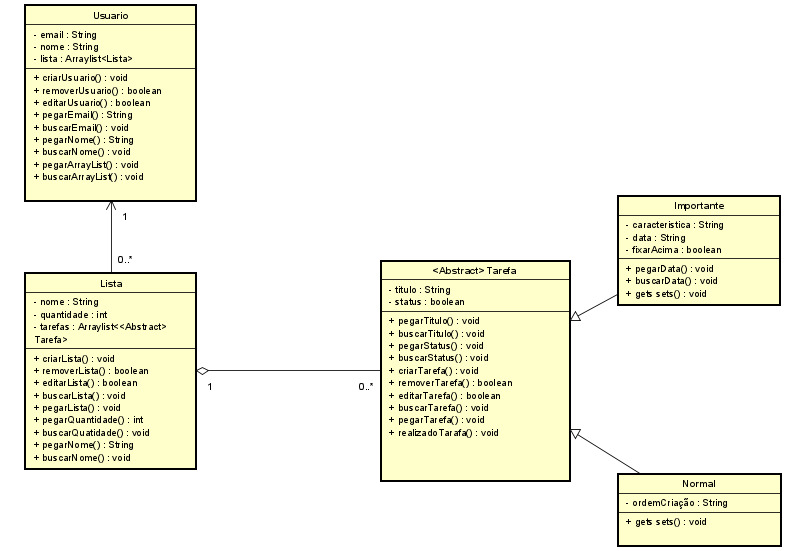 Usuario
- email : String
- nome : String
- lista : Arraylist<Lista>
+ criarUsuario() : void
+ removerUsuario() : boolean
+ editarUsuario() : boolean
+ pegarEmail() : String
+ buscarEmail() : void
+ pegarNome() : String
+ buscarNome() : void
+ pegarArrayList() : void
+ buscarArrayList() : void
1
0..*
Lista
- nome : String
- quantidade : int
- tarefas : Arraylist<<Abstract>
Tarefa>
+ criarLista() : void
+ removerLista() : boolean
+ editarLista() : boolean
+ buscarLista() : void
+ pegarLista() : void
+ pegarQuantidade() : int
+ buscarQuatidade() : void
+ pegarNome() : String
+ buscarNome() : void
1
0..*
<Abstract> Tarefa
- titulo : String
- status : boolean
+ pegarTitulo() : void
+ buscarTitulo() : void
+ pegarStatus() : void
+ buscarStatus() : void
+ criarTarefa() : void
+ removerTarefa() : boolean
+ editarTarefa() : boolean
+ buscarTarefa() : void
+ pegarTarefa() : void
+ realizadoTarafa() : void
Importante
- caracteristica : String
- data : String
- fixarAcima : boolean
+ pegarData() : void
+ buscarData() : void
+ gets sets() : void
Normal
- ordemCriação : String
+ gets sets() : void